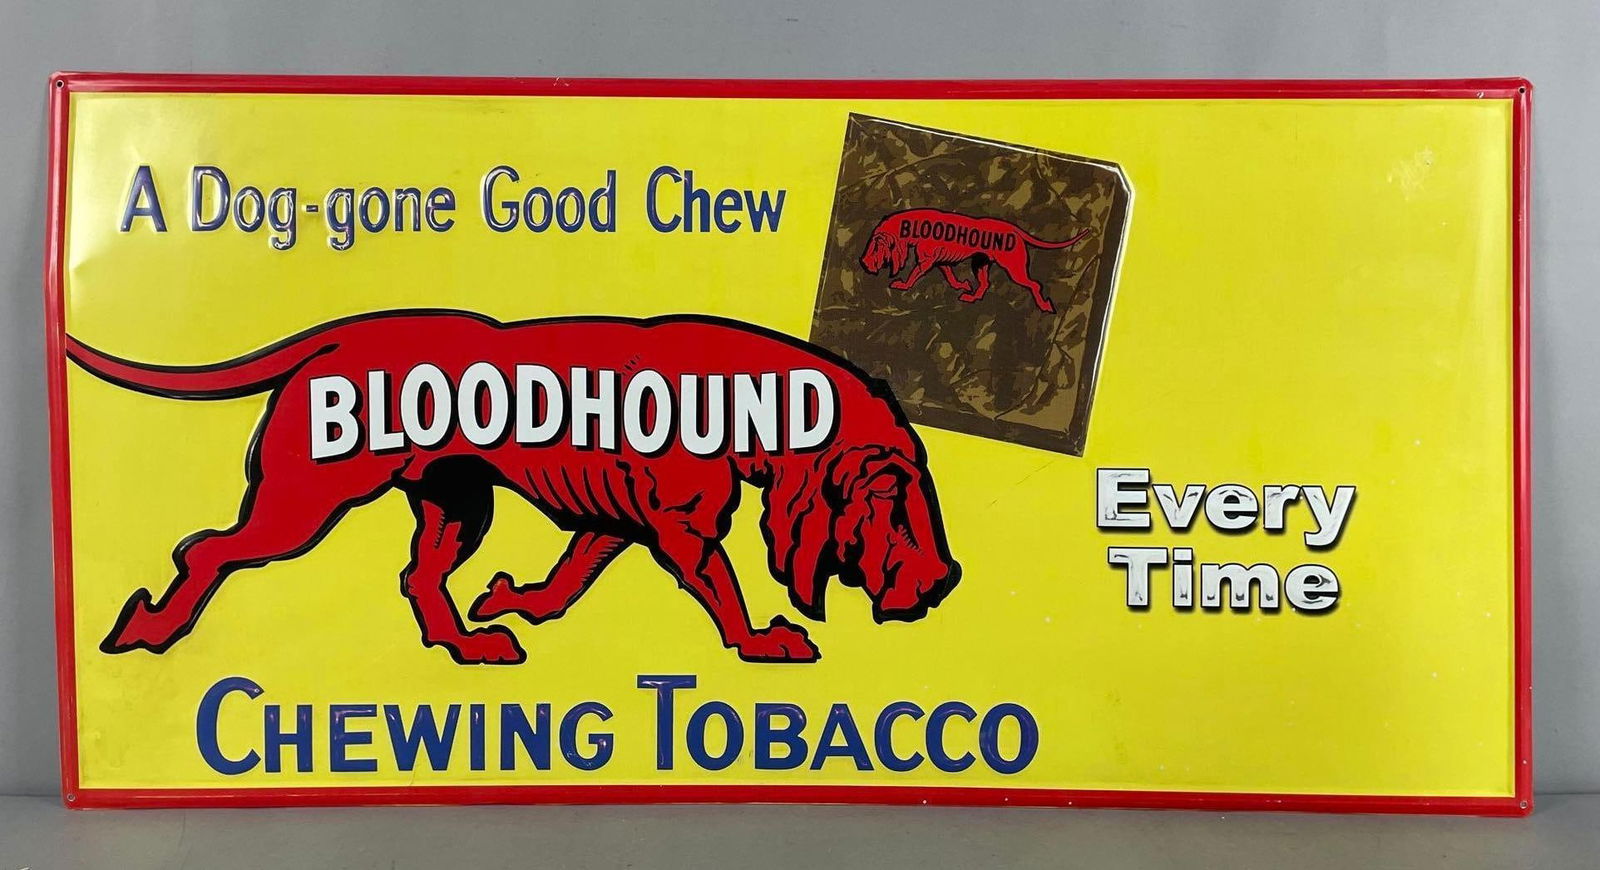 A Dog-gone Good Chew
BLOODHOUND
BLOODHOUND
Every
Time
CHEWING TOBACCO